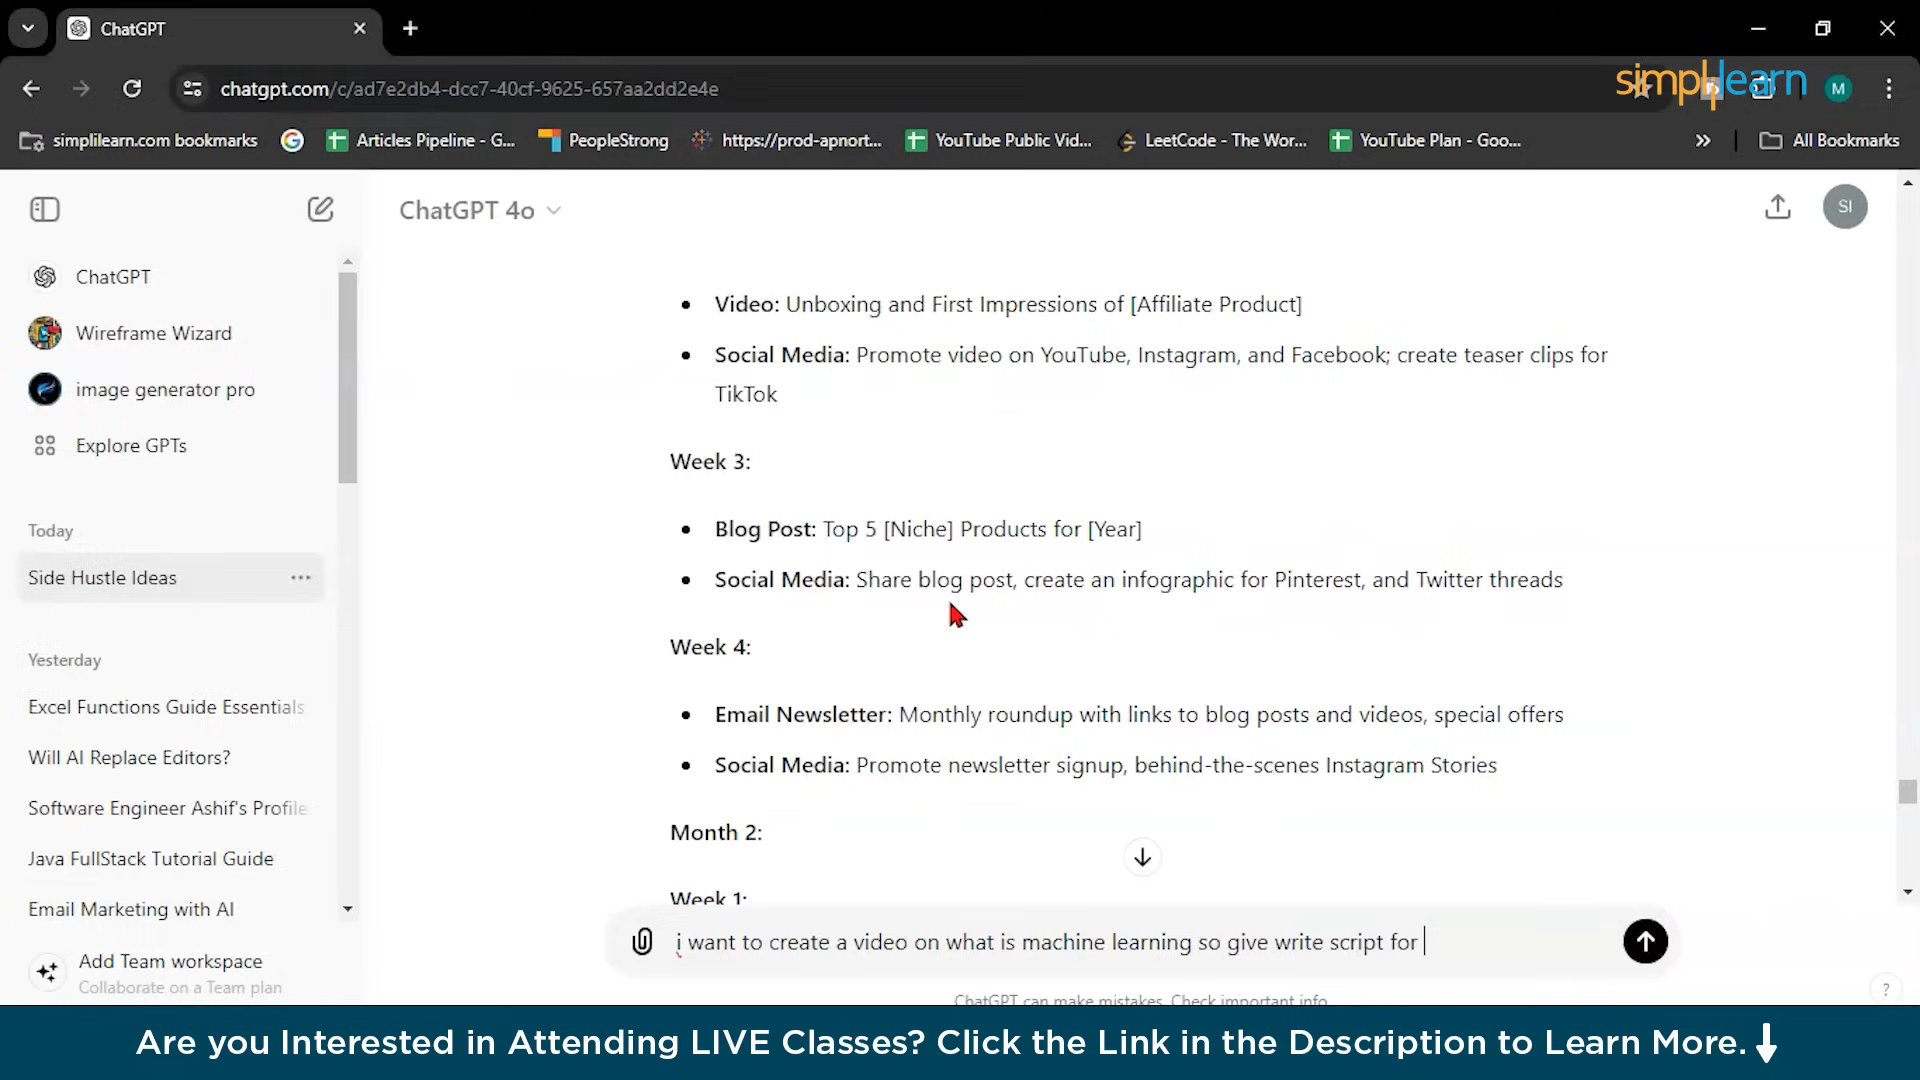 ChatGPT
simplilearn
chatgpt.com/c/ad7e2db4-dcc7-40cf-9625-657aa2dd2e4e
M
simplilearn.com bookmarks
Articles Pipeline - G...
PeopleStrong
https://prod-apnort...
YouTube Public Vid...
LeetCode - The Wor...
YouTube Plan - Goo...
All Bookmarks
ChatGPT
Wireframe Wizard
image generator pro
Explore GPTs
Today
Side Hustle Ideas
Yesterday
Excel Functions Guide Essentials
Will AI Replace Editors?
Software Engineer Ashif's Profile
Java FullStack Tutorial Guide
Email Marketing with AI
Add Team workspace
Collaborate on a Team plan
ChatGPT 4o
SI
• Video: Unboxing and First Impressions of [Affiliate Product]
• Social Media: Promote video on YouTube, Instagram, and Facebook; create teaser clips for
TikTok
Week 3:
• Blog Post: Top 5 [Niche] Products for [Year]
• Social Media: Share blog post, create an infographic for Pinterest, and Twitter threads
Week 4:
• Email Newsletter: Monthly roundup with links to blog posts and videos, special offers
• Social Media: Promote newsletter signup, behind-the-scenes Instagram Stories
Month 2:
Week 1:
i want to create a video on what is machine learning so give write script for
ChatGPT can make mistakes. Check important info.
?
Are you Interested in Attending LIVE Classes? Click the Link in the Description to Learn More.